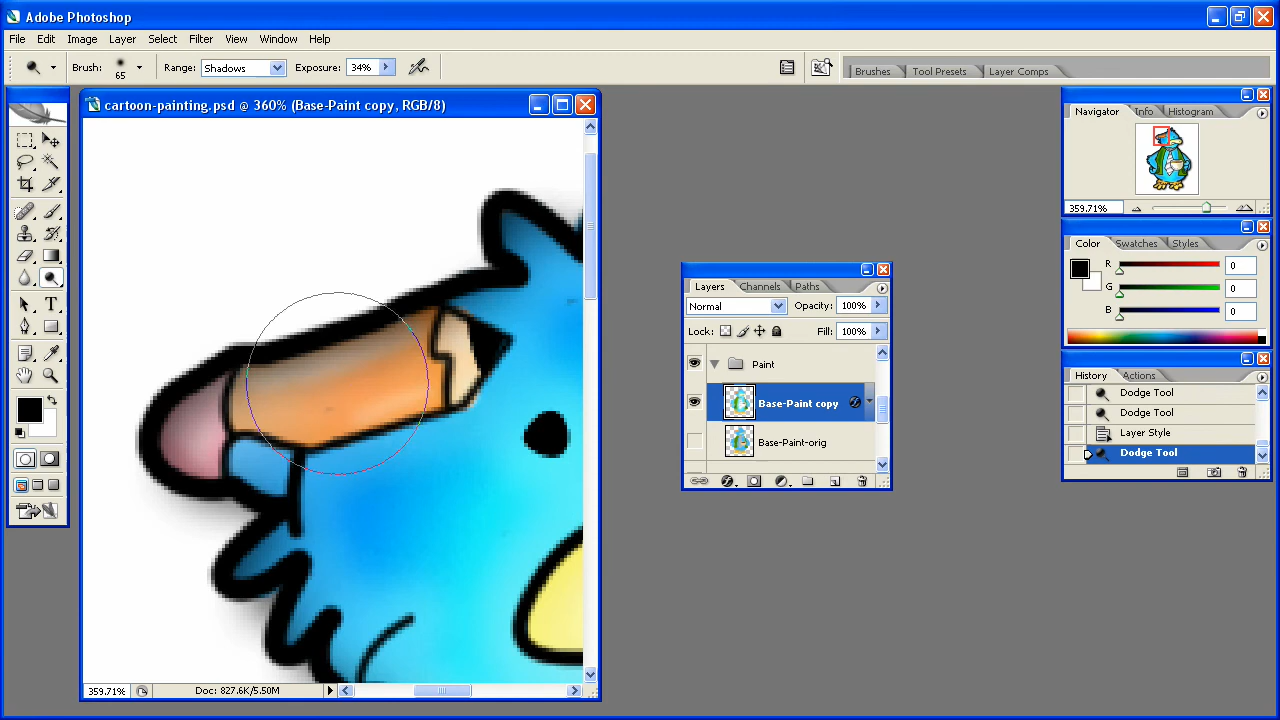 Adobe Photoshop
File Edit Image Layer Select Filter View Window Help
Brush: 65 Range: Shadows Exposure: 34%
Brushes Tool Presets Layer Comps
cartoon-painting.psd @ 360% (Base-Paint copy, RGB/8)
Navigator Info Histogram
359.71%
Color Swatches Styles
R 0
G 0
B 0
Layers Channels Paths
Normal Opacity: 100%
Lock: Fill: 100%
Paint
Base-Paint copy
Base-Paint-orig
History Actions
Dodge Tool
Dodge Tool
Layer Style
Dodge Tool
359.71% Doc: 827.6K/5.50M